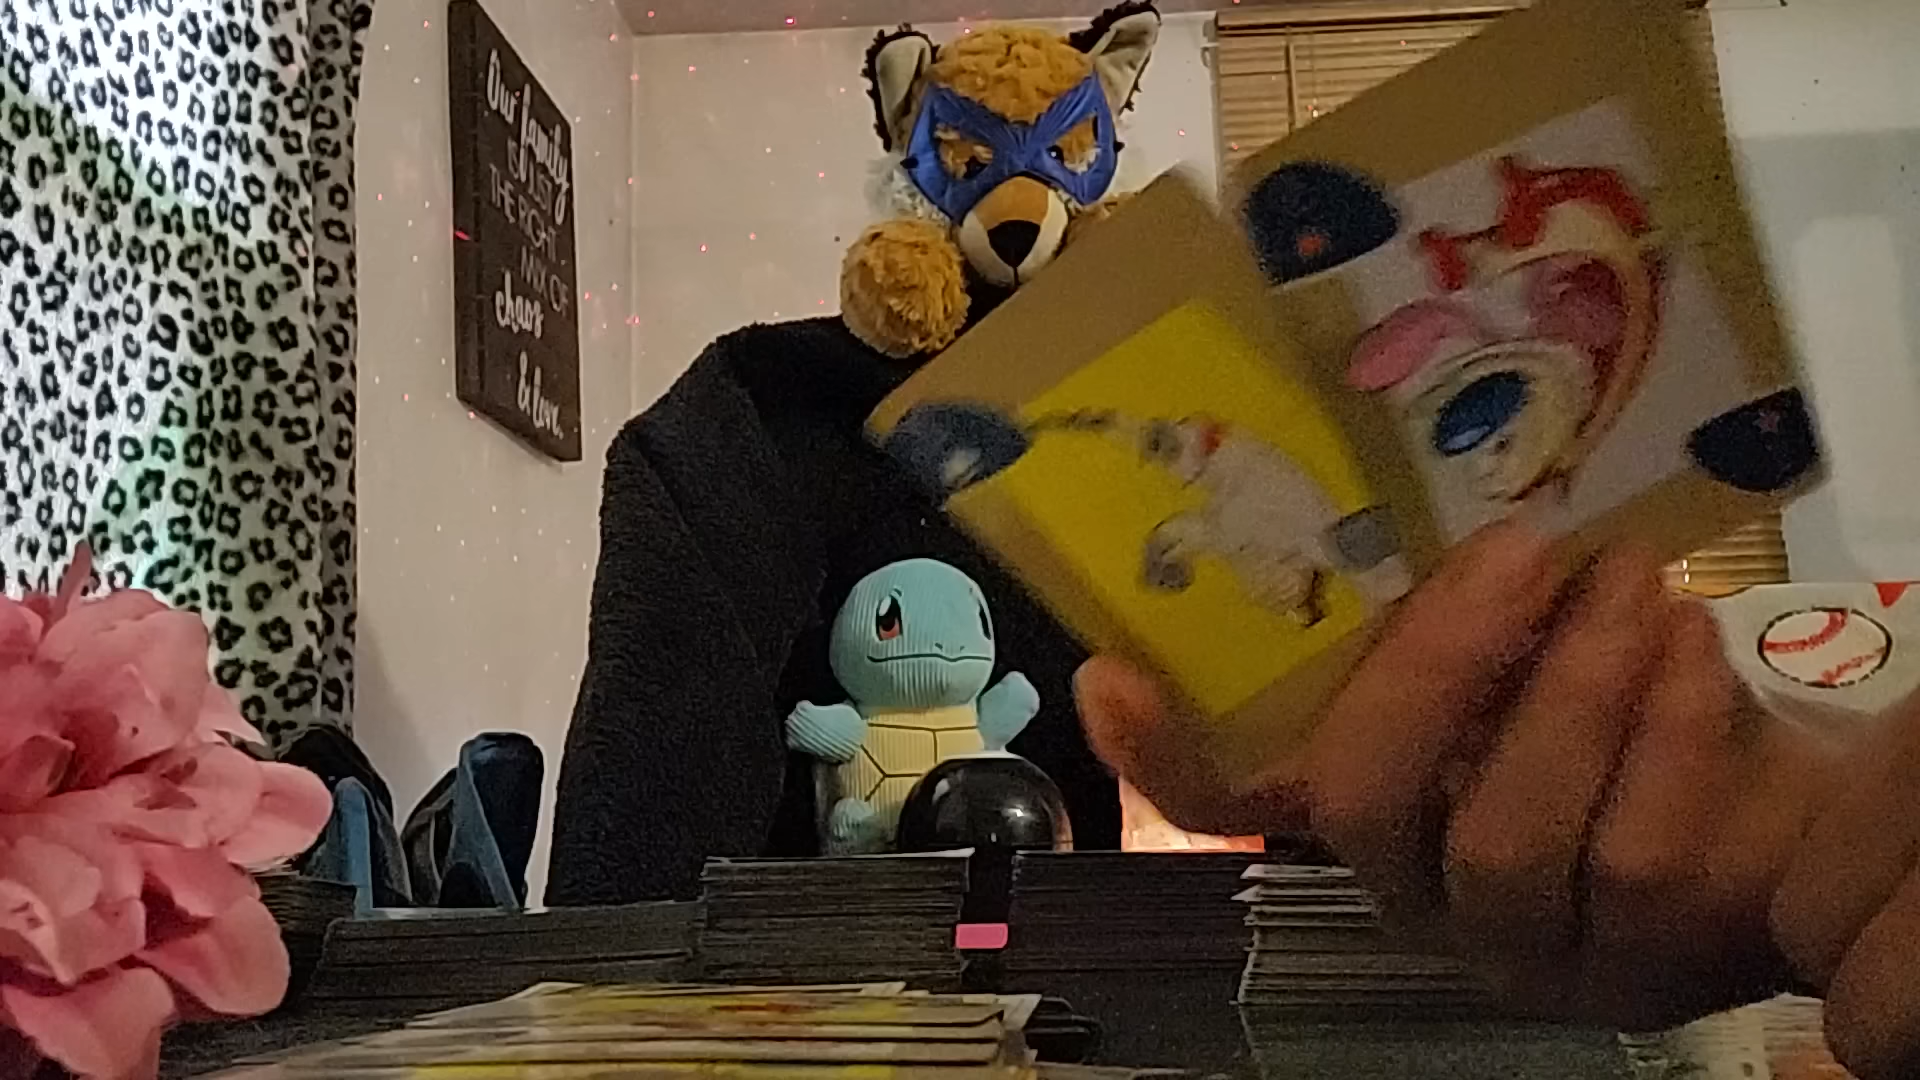 Our family
IS JUST
THE RIGHT
MIX OF
chaos
& love.